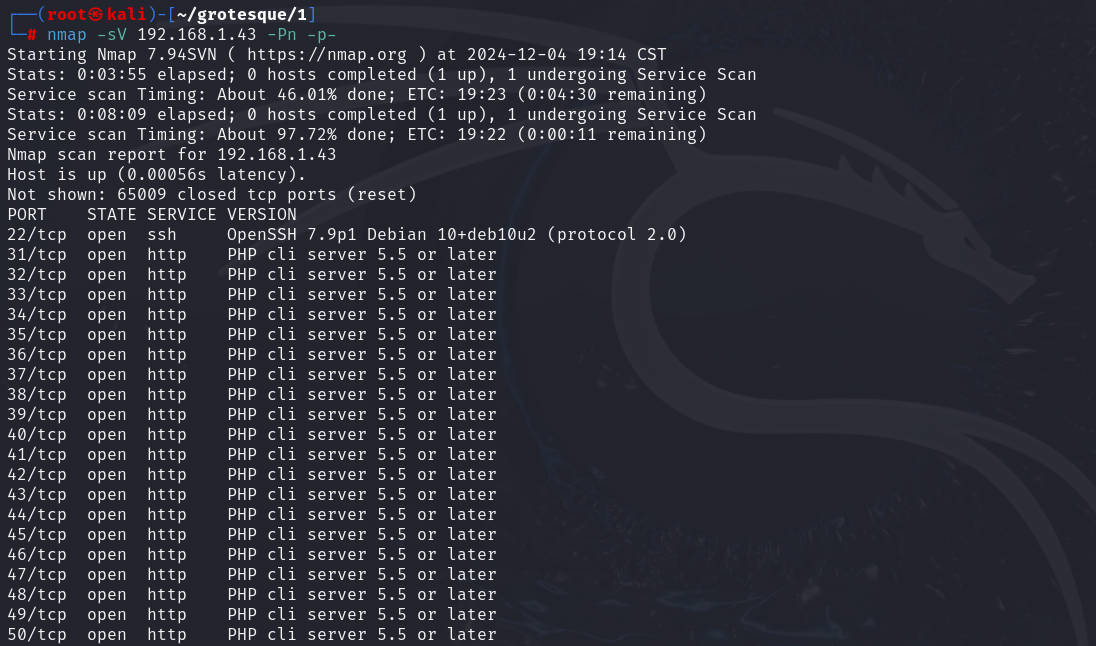 ┌──(root㉿kali)-[~/grotesque/1]
└─# nmap -sV 192.168.1.43 -Pn -p-
Starting Nmap 7.94SVN ( https://nmap.org ) at 2024-12-04 19:14 CST
Stats: 0:03:55 elapsed; 0 hosts completed (1 up), 1 undergoing Service Scan
Service scan Timing: About 46.01% done; ETC: 19:23 (0:04:30 remaining)
Stats: 0:08:09 elapsed; 0 hosts completed (1 up), 1 undergoing Service Scan
Service scan Timing: About 97.72% done; ETC: 19:22 (0:00:11 remaining)
Nmap scan report for 192.168.1.43
Host is up (0.00056s latency).
Not shown: 65009 closed tcp ports (reset)
PORT    STATE SERVICE VERSION
22/tcp  open  ssh     OpenSSH 7.9p1 Debian 10+deb10u2 (protocol 2.0)
31/tcp  open  http    PHP cli server 5.5 or later
32/tcp  open  http    PHP cli server 5.5 or later
33/tcp  open  http    PHP cli server 5.5 or later
34/tcp  open  http    PHP cli server 5.5 or later
35/tcp  open  http    PHP cli server 5.5 or later
36/tcp  open  http    PHP cli server 5.5 or later
37/tcp  open  http    PHP cli server 5.5 or later
38/tcp  open  http    PHP cli server 5.5 or later
39/tcp  open  http    PHP cli server 5.5 or later
40/tcp  open  http    PHP cli server 5.5 or later
41/tcp  open  http    PHP cli server 5.5 or later
42/tcp  open  http    PHP cli server 5.5 or later
43/tcp  open  http    PHP cli server 5.5 or later
44/tcp  open  http    PHP cli server 5.5 or later
45/tcp  open  http    PHP cli server 5.5 or later
46/tcp  open  http    PHP cli server 5.5 or later
47/tcp  open  http    PHP cli server 5.5 or later
48/tcp  open  http    PHP cli server 5.5 or later
49/tcp  open  http    PHP cli server 5.5 or later
50/tcp  open  http    PHP cli server 5.5 or later